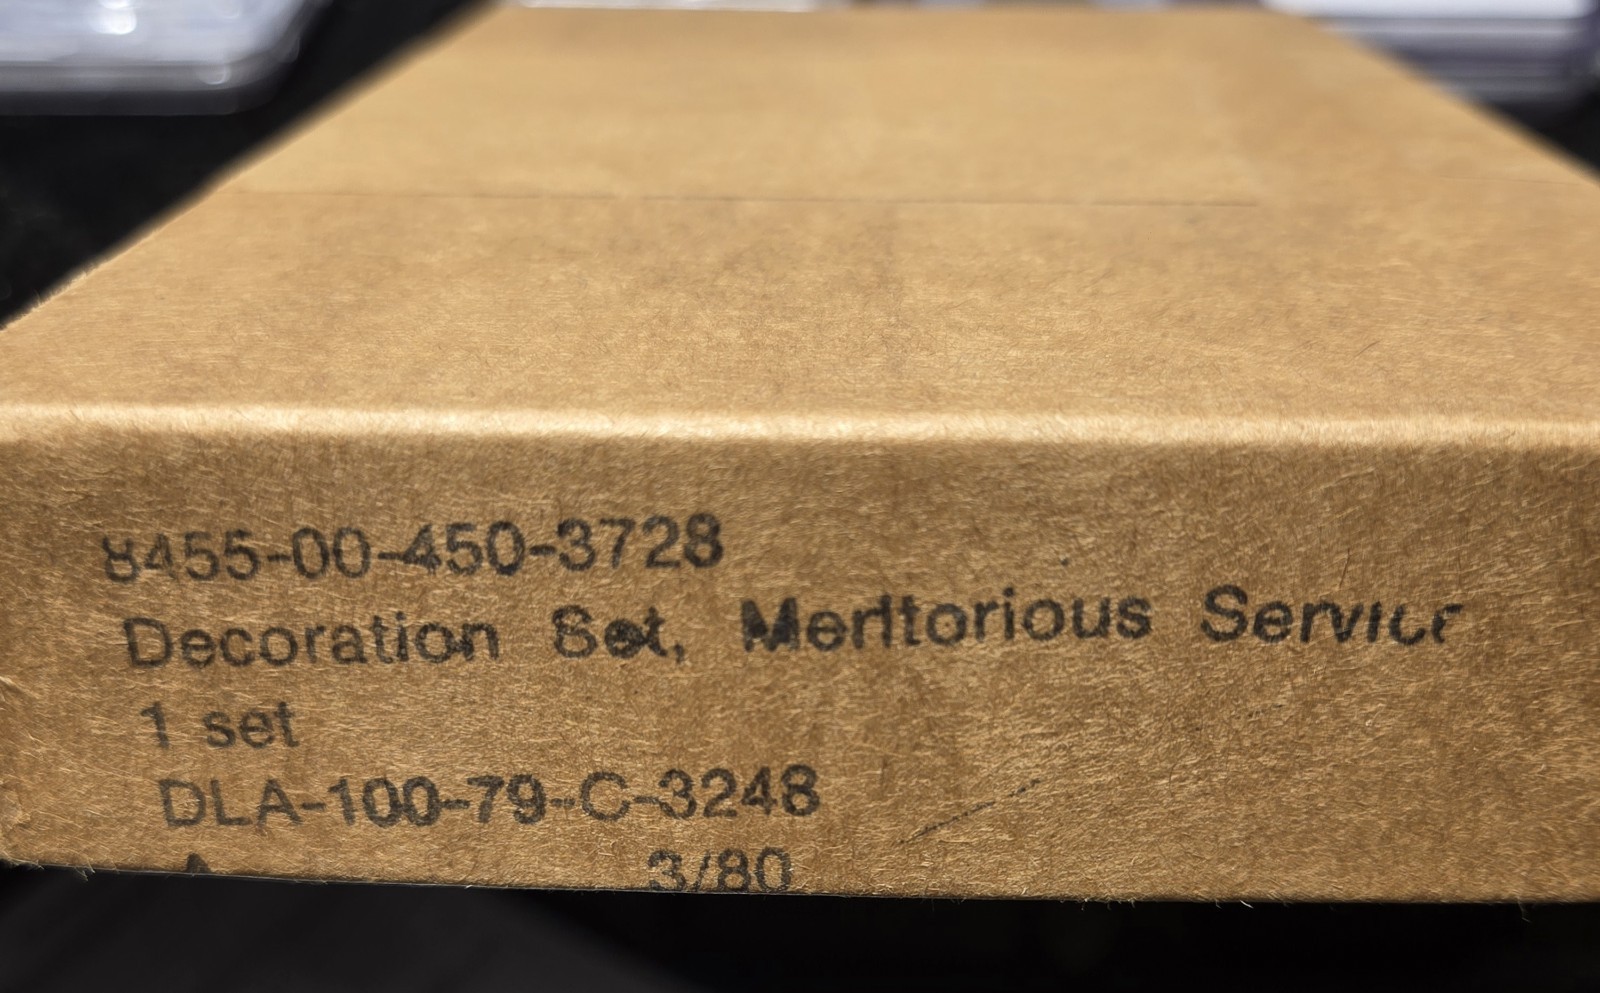 8455-00-450-3728
Decoration Set, Meritorious Service
1 set
DLA-100-79-C-3248
A 3/80